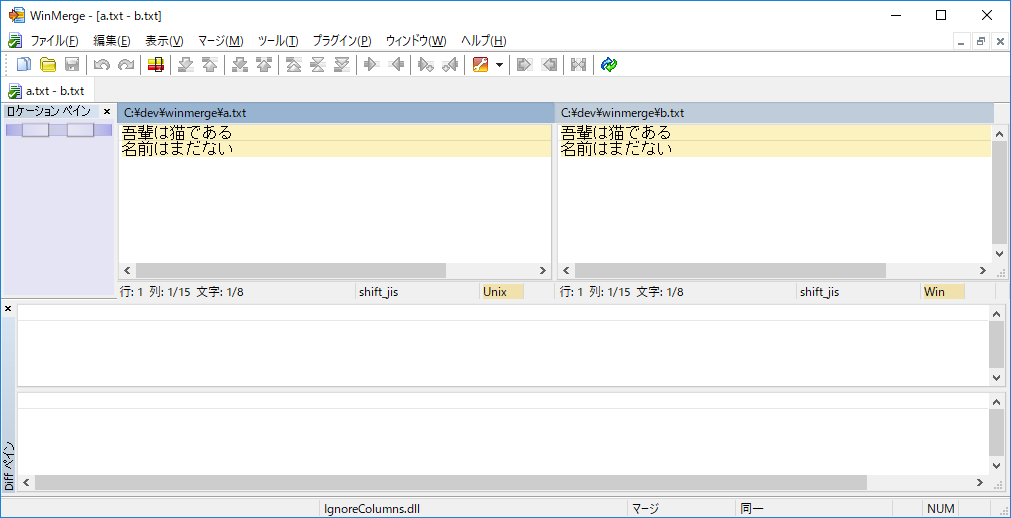 WinMerge - [a.txt - b.txt]
ファイル(F) 編集(E) 表示(V) マージ(M) ツール(T) プラグイン(P) ウィンドウ(W) ヘルプ(H)
a.txt - b.txt
ロケーション ペイン
C:¥dev¥winmerge¥a.txt
C:¥dev¥winmerge¥b.txt
吾輩は猫である
名前はまだない
吾輩は猫である
名前はまだない
行: 1 列: 1/15 文字: 1/8 shift_jis Unix
行: 1 列: 1/15 文字: 1/8 shift_jis Win
Diff ペイン
IgnoreColumns.dll マージ 同一 NUM